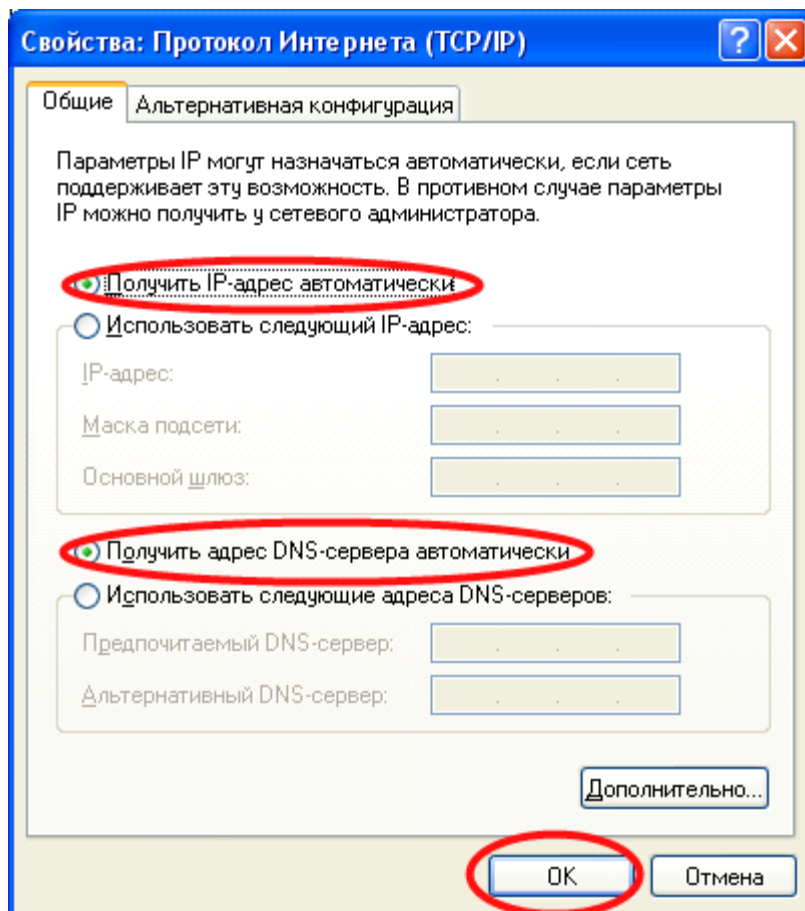 Свойства: Протокол Интернета (TCP/IP)
Общие
Альтернативная конфигурация
Параметры IP могут назначаться автоматически, если сеть
поддерживает эту возможность. В противном случае параметры
IP можно получить у сетевого администратора.
Получить IP-адрес автоматически
Использовать следующий IP-адрес:
IP-адрес:
Маска подсети:
Основной шлюз:
Получить адрес DNS-сервера автоматически
Использовать следующие адреса DNS-серверов:
Предпочитаемый DNS-сервер:
Альтернативный DNS-сервер:
Дополнительно...
OK
Отмена